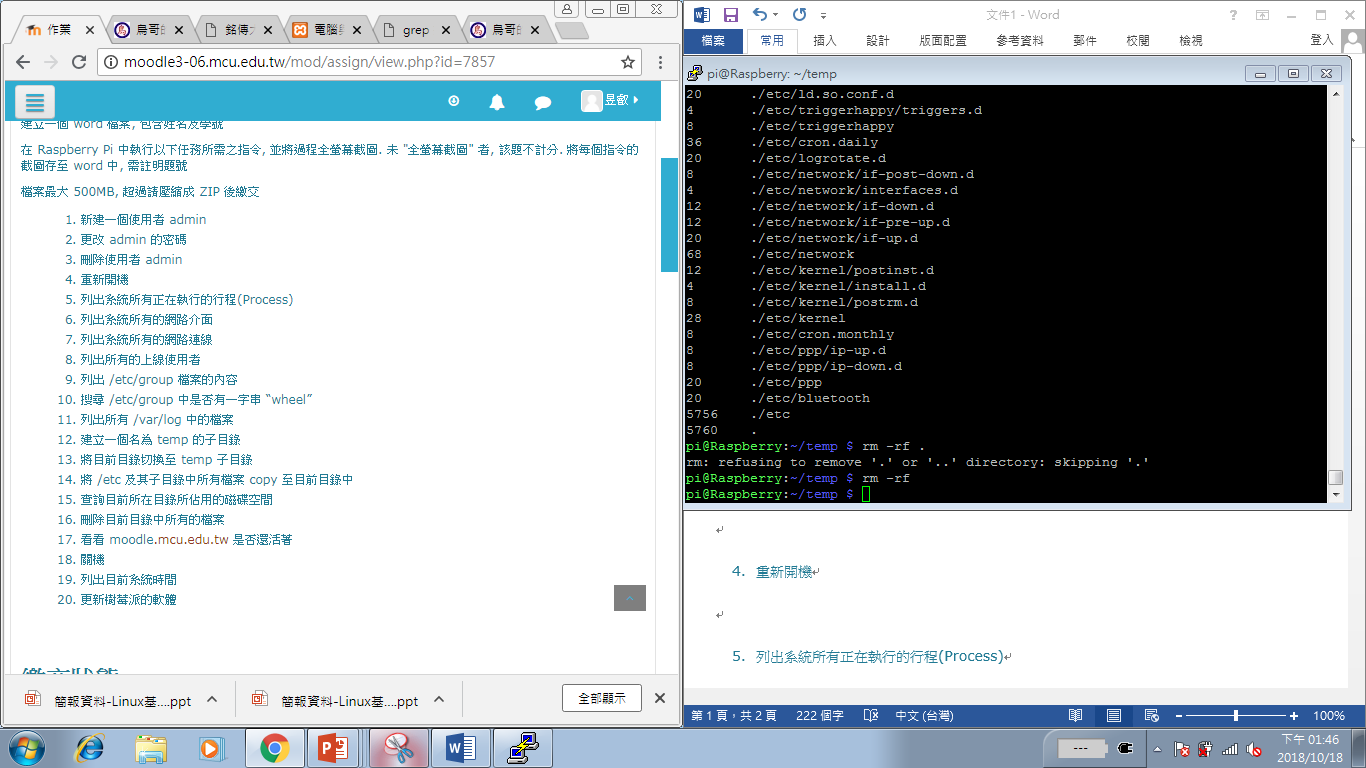 作業
鳥哥的
銘傳大
電腦
grep
鳥哥的
moodle3-06.mcu.edu.tw/mod/assign/view.php?id=7857
昱叡
建立一個 word 檔案, 包含姓名及學號
在 Raspberry Pi 中執行以下任務所需之指令, 並將過程全螢幕截圖. 未 "全螢幕截圖" 者, 該題不計分. 將每個指令的
截圖存至 word 中, 需註明題號
檔案最大 500MB, 超過請壓縮成 ZIP 後繳交
1. 新建一個使用者 admin
2. 更改 admin 的密碼
3. 刪除使用者 admin
4. 重新開機
5. 列出系統所有正在執行的行程(Process)
6. 列出系統所有的網路介面
7. 列出系統所有的網路連線
8. 列出所有的上線使用者
9. 列出 /etc/group 檔案的內容
10. 搜尋 /etc/group 中是否有一字串 “wheel”
11. 列出所有 /var/log 中的檔案
12. 建立一個名為 temp 的子目錄
13. 將目前目錄切換至 temp 子目錄
14. 將 /etc 及其子目錄中所有檔案 copy 至目前目錄中
15. 查詢目前所在目錄所佔用的磁碟空間
16. 刪除目前目錄中所有的檔案
17. 看看 moodle.mcu.edu.tw 是否還活著
18. 關機
19. 列出目前系統時間
20. 更新樹莓派的軟體
繳交狀態
簡報資料-Linux基....ppt
簡報資料-Linux基....ppt
全部顯示
文件1 - Word
檔案
常用
插入
設計
版面配置
參考資料
郵件
校閱
檢視
登入
pi@Raspberry: ~/temp
20 ./etc/ld.so.conf.d
4 ./etc/triggerhappy/triggers.d
8 ./etc/triggerhappy
36 ./etc/cron.daily
20 ./etc/logrotate.d
8 ./etc/network/if-post-down.d
4 ./etc/network/interfaces.d
12 ./etc/network/if-down.d
12 ./etc/network/if-pre-up.d
20 ./etc/network/if-up.d
68 ./etc/network
12 ./etc/kernel/postinst.d
4 ./etc/kernel/install.d
8 ./etc/kernel/postrm.d
28 ./etc/kernel
8 ./etc/cron.monthly
8 ./etc/ppp/ip-up.d
8 ./etc/ppp/ip-down.d
20 ./etc/ppp
20 ./etc/bluetooth
5756 ./etc
5760 .
pi@Raspberry:~/temp $ rm -rf .
rm: refusing to remove '.' or '..' directory: skipping '.'
pi@Raspberry:~/temp $ rm -rf
pi@Raspberry:~/temp $
4. 重新開機
5. 列出系統所有正在執行的行程(Process)
第 1 頁，共 2 頁
222 個字
中文 (台灣)
100%
---
下午 01:46
2018/10/18